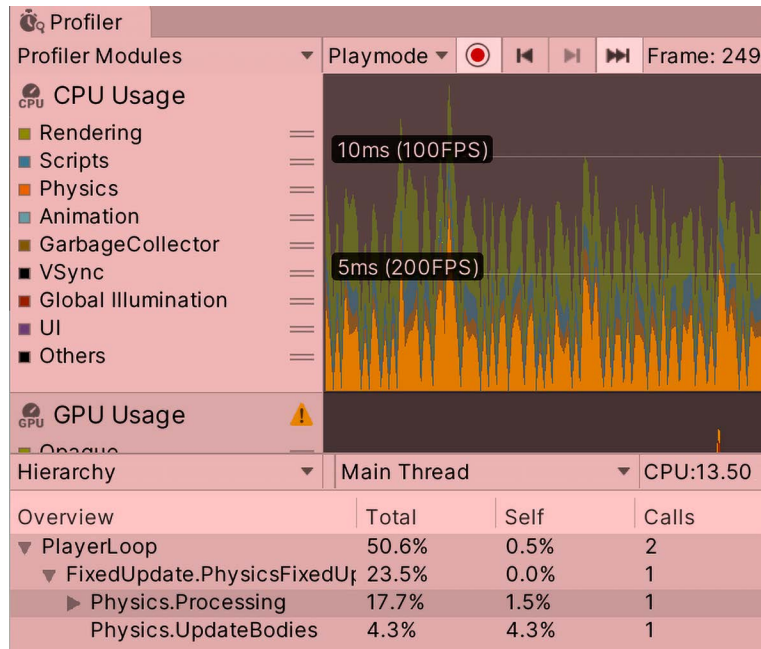 Profiler
Profiler Modules Playmode Frame: 249
CPU CPU Usage
Rendering
Scripts
Physics
Animation
GarbageCollector
VSync
Global Illumination
UI
Others
10ms (100FPS)
5ms (200FPS)
GPU GPU Usage
Opaque
Hierarchy Main Thread CPU:13.50
Overview Total Self Calls
PlayerLoop 50.6% 0.5% 2
FixedUpdate.PhysicsFixedUp 23.5% 0.0% 1
Physics.Processing 17.7% 1.5% 1
Physics.UpdateBodies 4.3% 4.3% 1